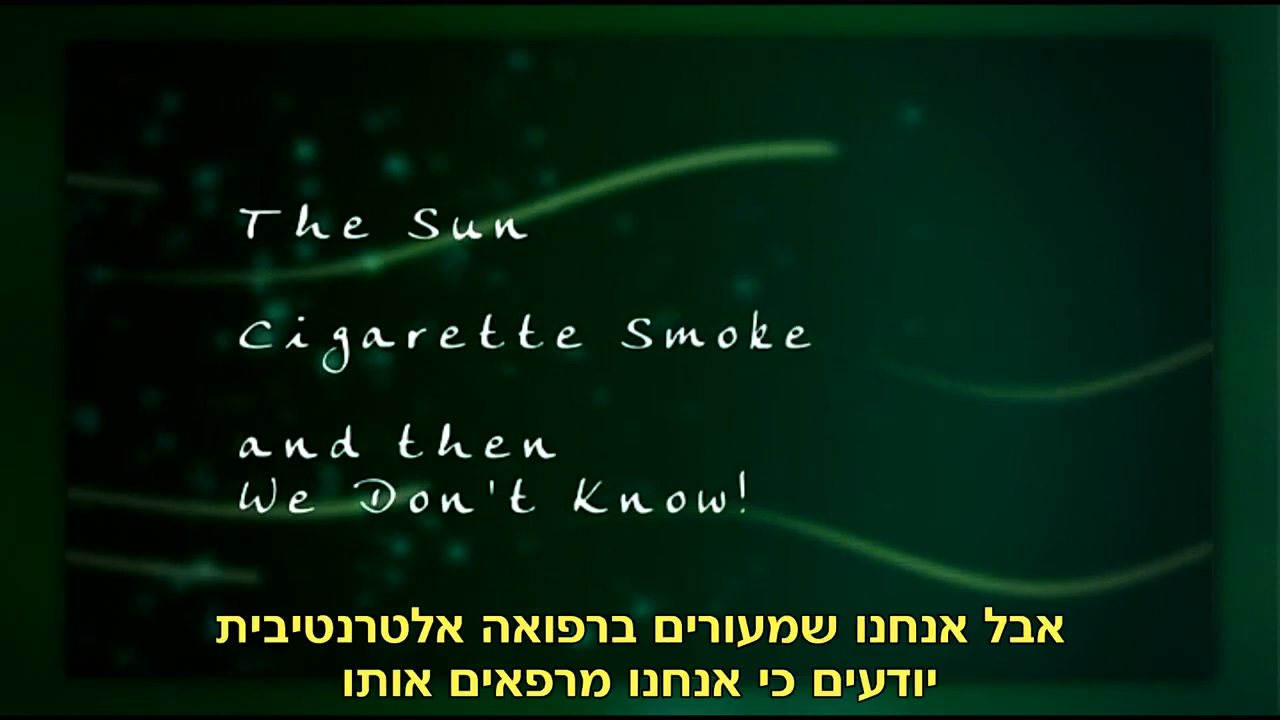 The Sun
Cigarette Smoke
and then
We Don't Know!
אבל אנחנו שמעורים ברפואה אלטרנטיבית
יודעים כי אנחנו מרפאים אותו